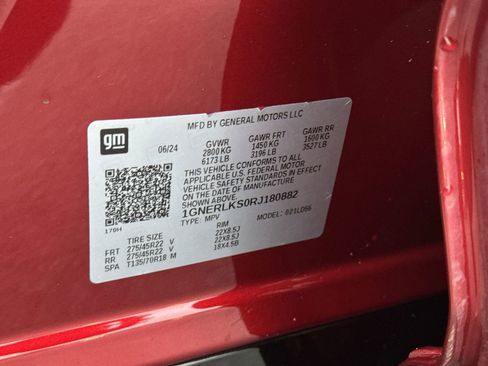 MFD BY GENERAL MOTORS LLC
gm
06/24
GVWR GAWR FRT GAWR RR
2800 KG 1450 KG 1600 KG
6173 LB 3196 LB 3527 LB
THIS VEHICLE CONFORMS TO ALL
APPLICABLE U.S. FEDERAL MOTOR
VEHICLE SAFETY STANDARDS IN EFFECT
ON THE DATE OF MANUFACTURE
SHOWN ABOVE.
1GNERLKS0RJ180882
TYPE: MPV MODEL:
179H
TIRE SIZE RIM
FRT 275/45R22 V 22X8.5J
RR 275/45R22 V 22X8.5J
SPA T135/70R18 M 18X4.5B